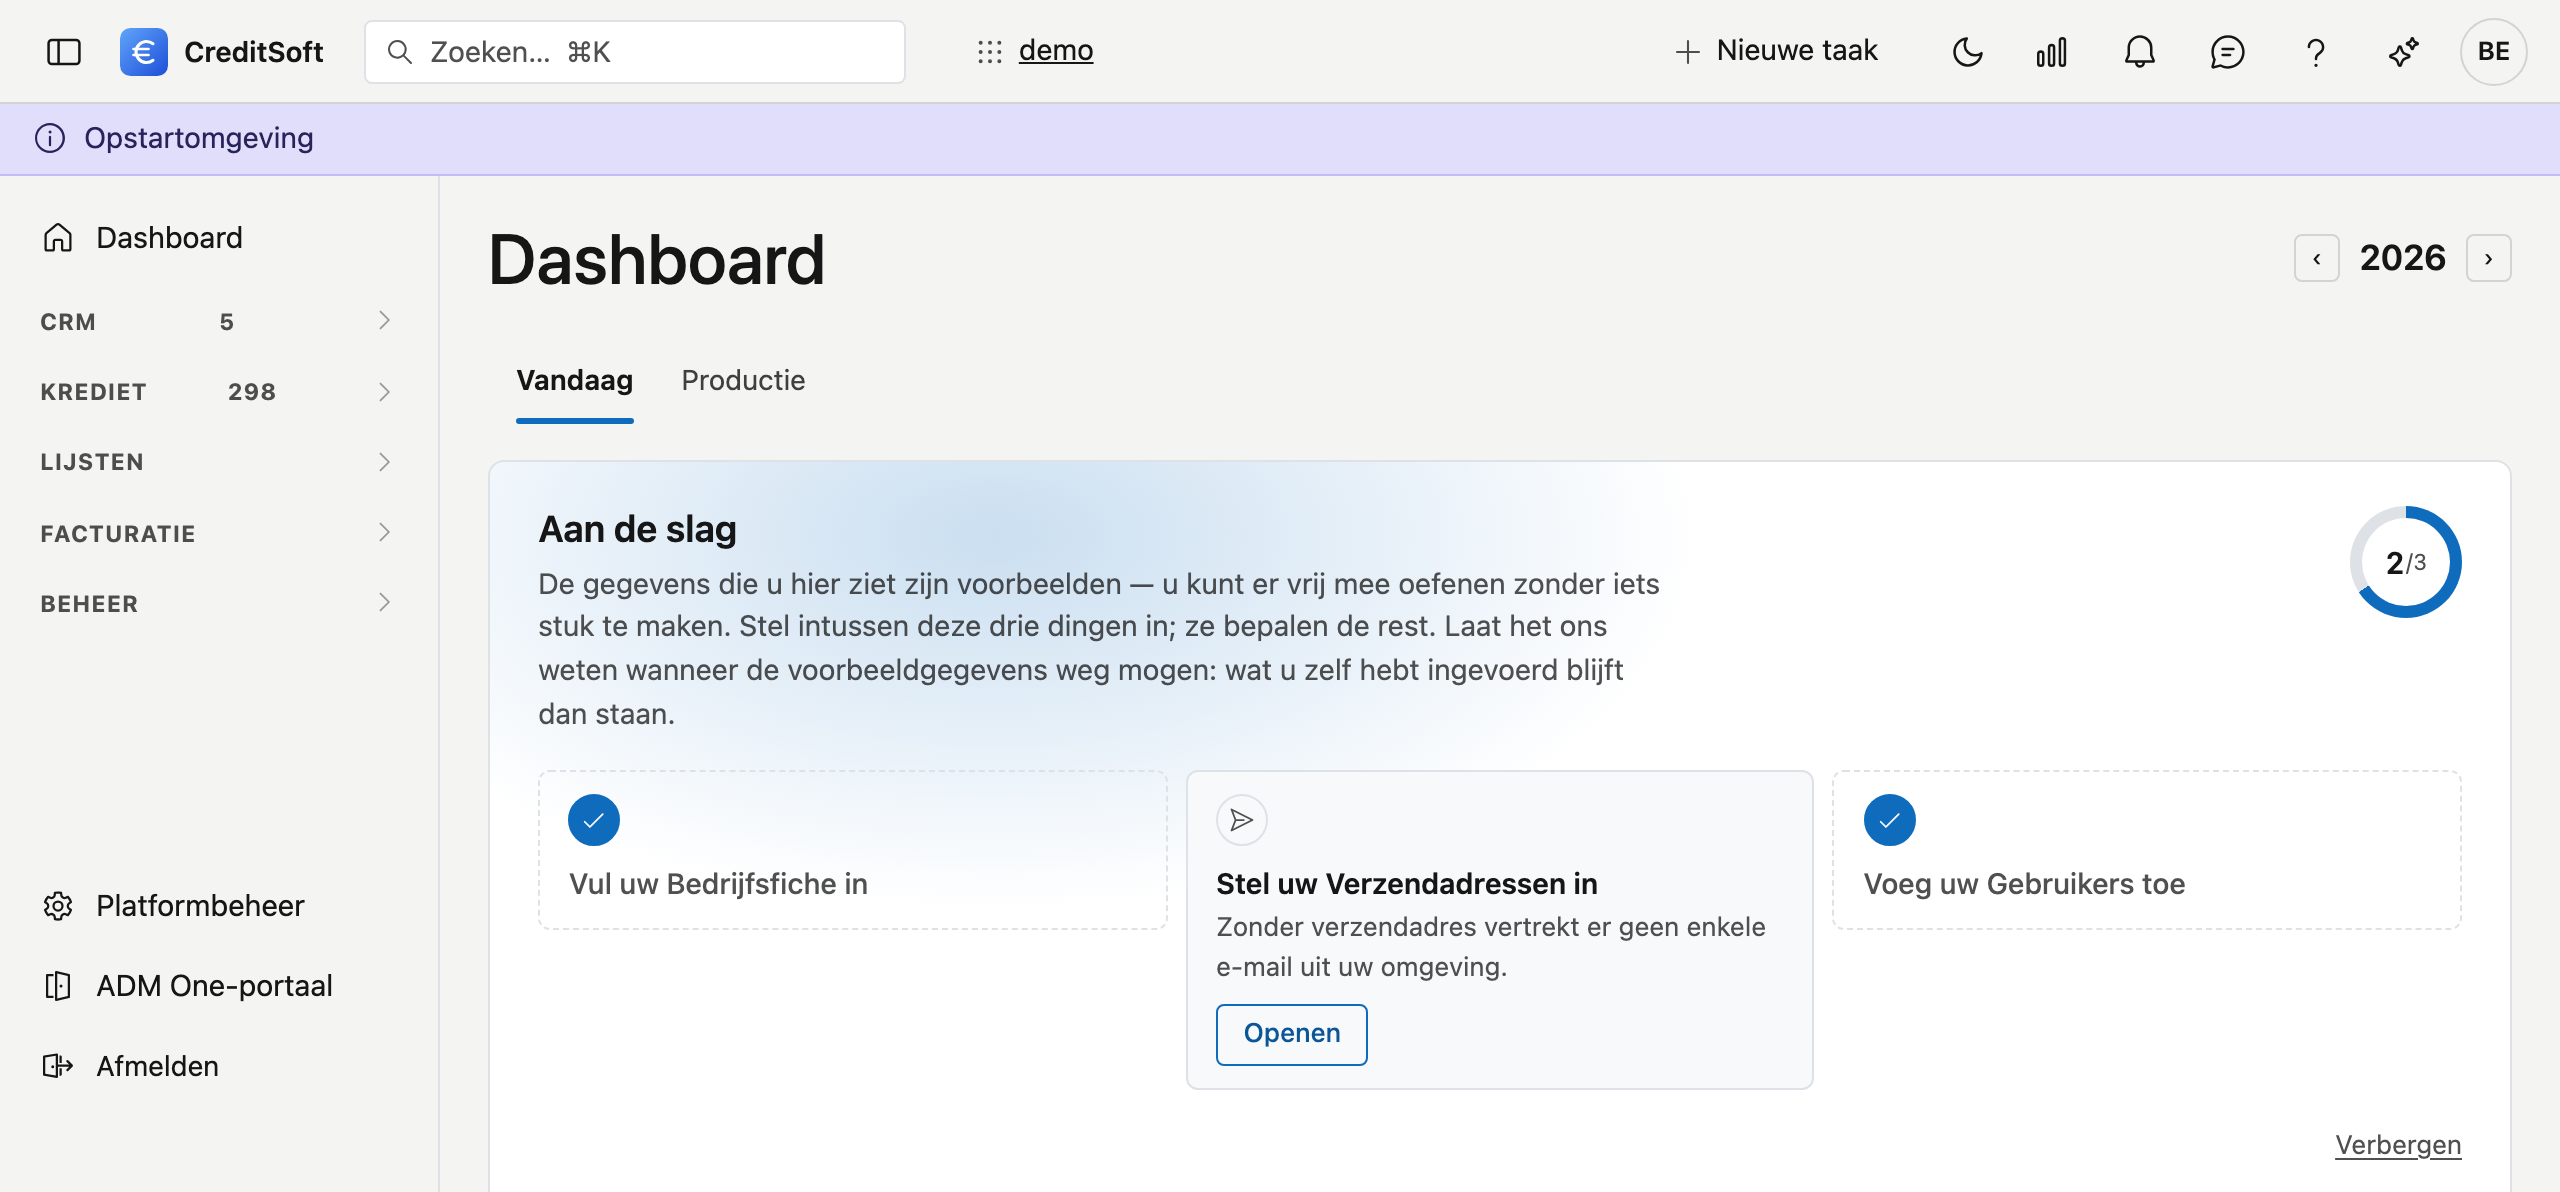 CreditSoft
Zoeken... ⌘K
demo
Nieuwe taak
BE
Opstartomgeving
Dashboard
CRM 5
KREDIET 298
LIJSTEN
FACTURATIE
BEHEER
Platformbeheer
ADM One-portaal
Afmelden
Dashboard
‹ 2026 ›
Vandaag Productie
Aan de slag
2/3
De gegevens die u hier ziet zijn voorbeelden — u kunt er vrij mee oefenen zonder iets
stuk te maken. Stel intussen deze drie dingen in; ze bepalen de rest. Laat het ons
weten wanneer de voorbeeldgegevens weg mogen: wat u zelf hebt ingevoerd blijft
dan staan.
Vul uw Bedrijfsfiche in
Stel uw Verzendadressen in
Zonder verzendadres vertrekt er geen enkele
e-mail uit uw omgeving.
Openen
Voeg uw Gebruikers toe
Verbergen